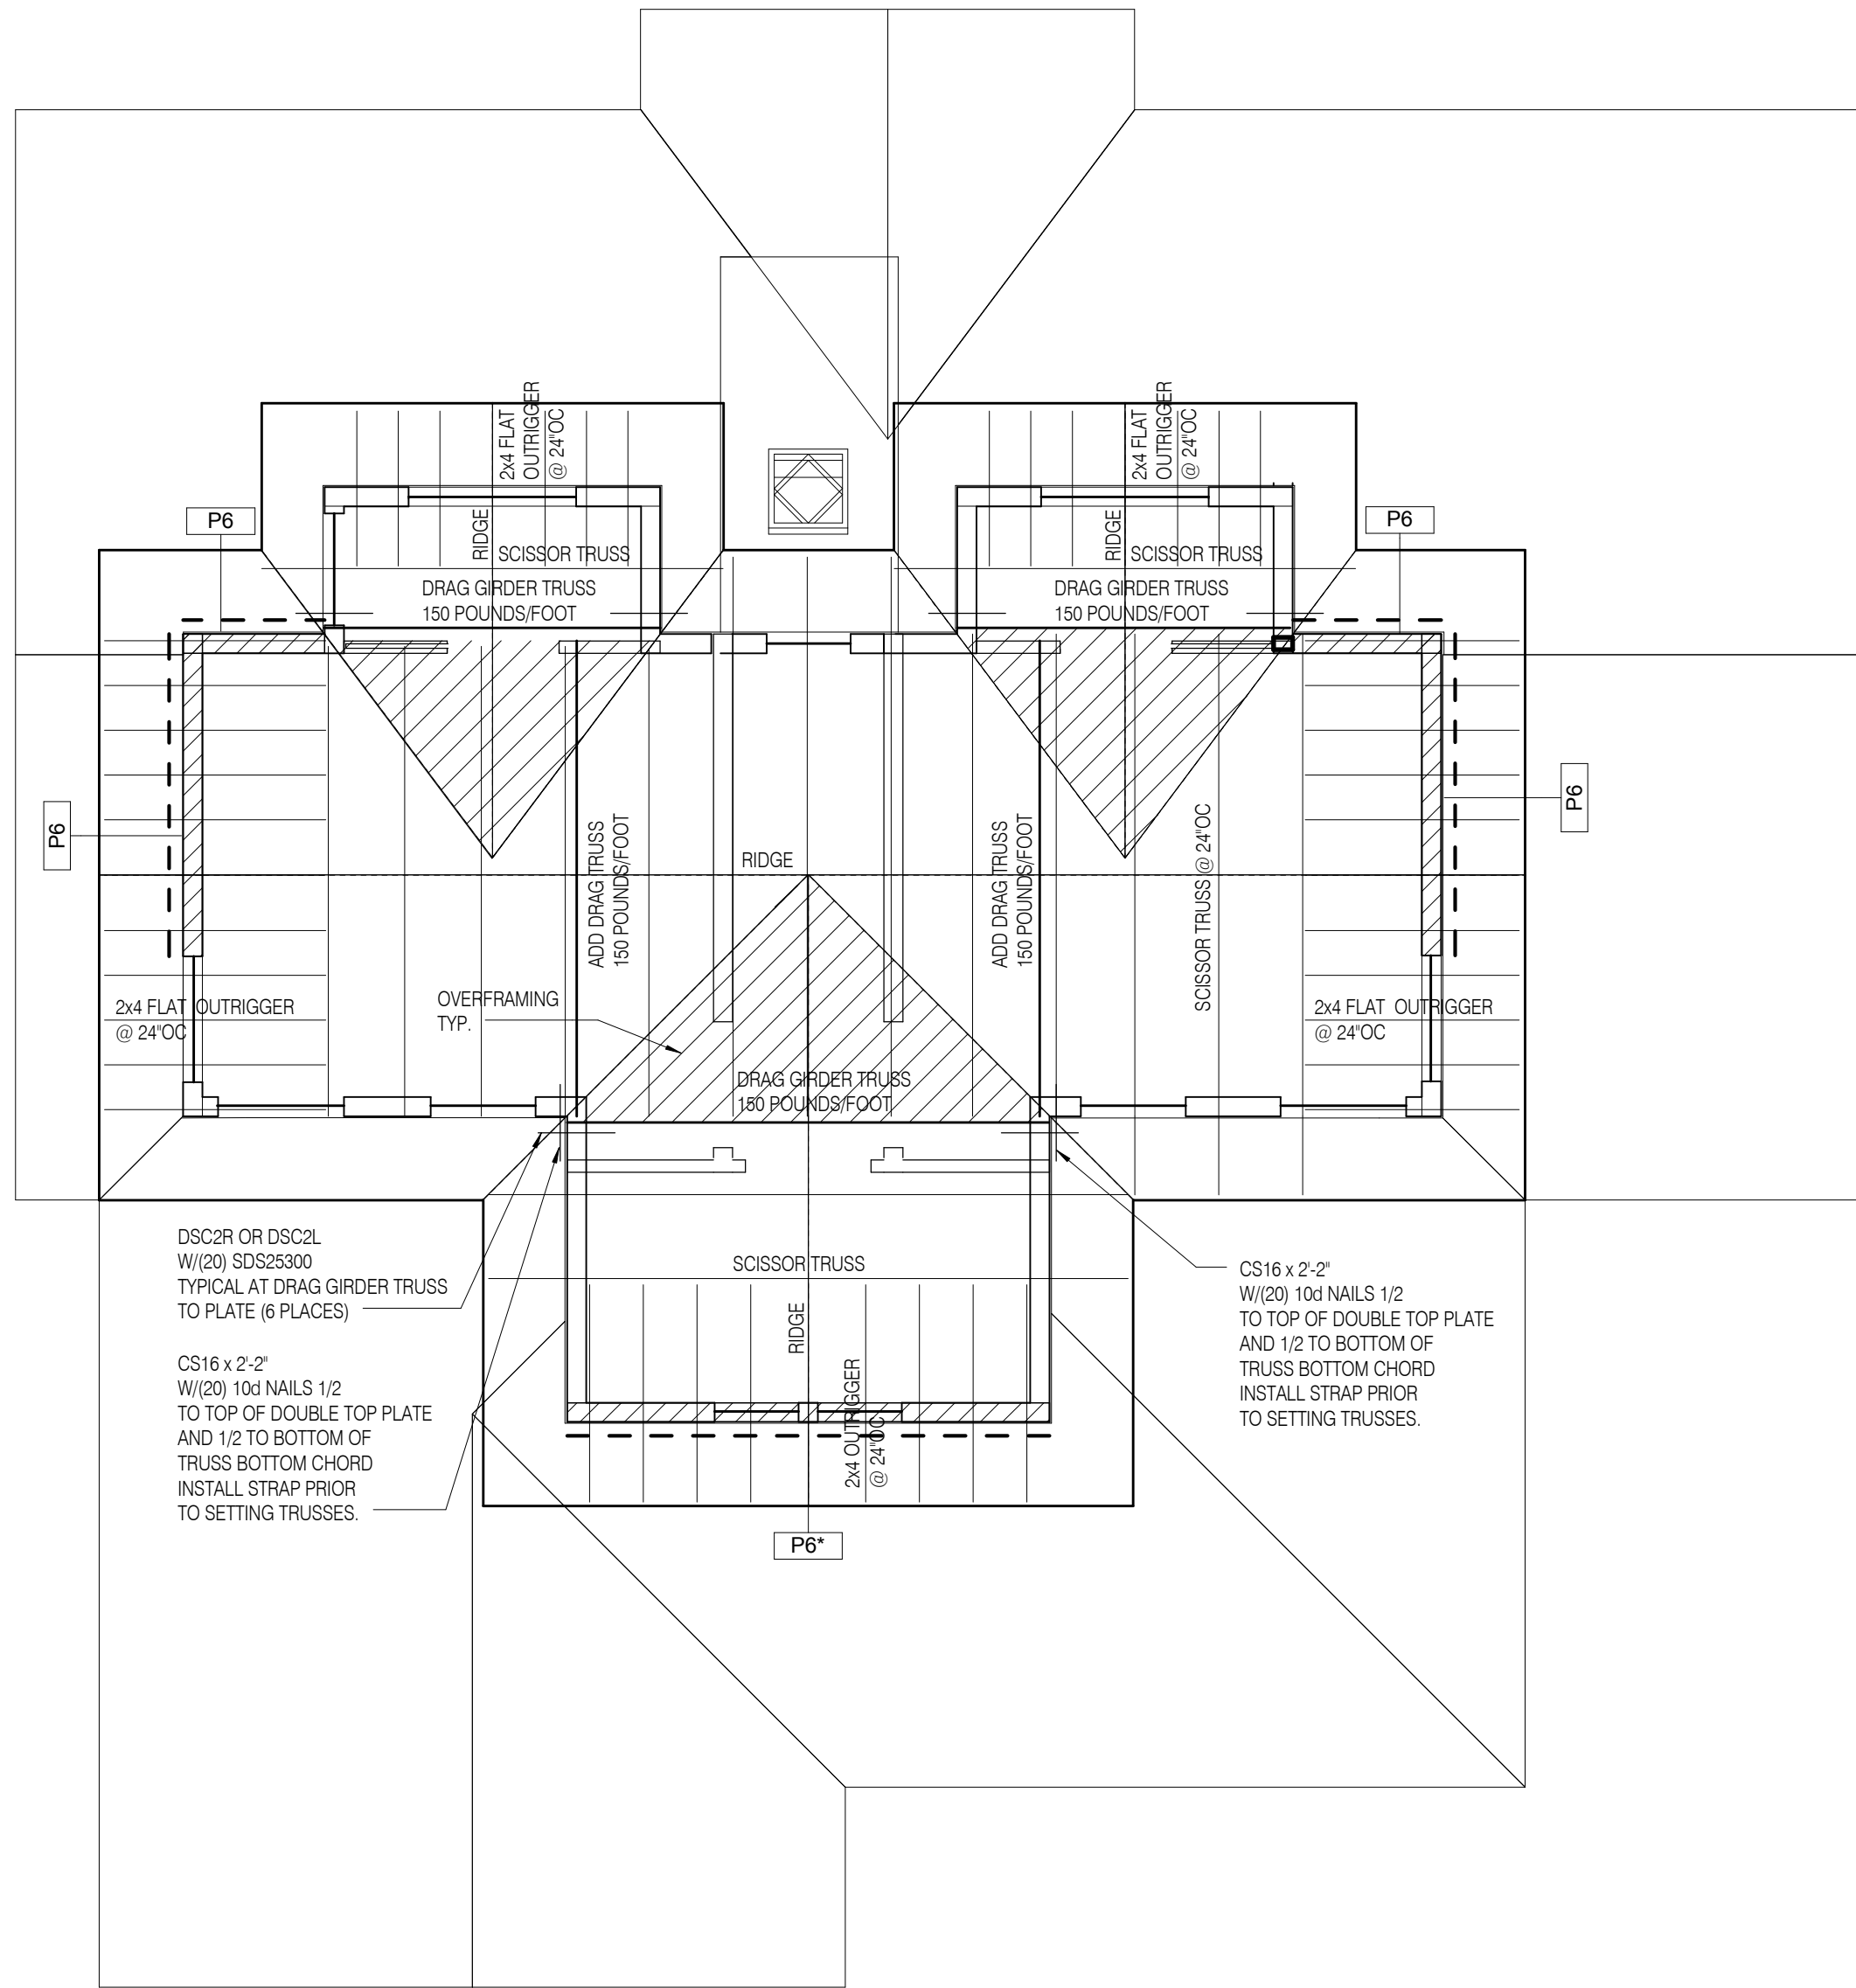 2x4 FLAT
OUTRIGGER
@ 24"OC
2x4 FLAT
OUTRIGGER
@ 24"OC
P6
P6
RIDGE
SCISSOR TRUSS
RIDGE
SCISSOR TRUSS
DRAG GIRDER TRUSS
150 POUNDS/FOOT
DRAG GIRDER TRUSS
150 POUNDS/FOOT
P6
P6
ADD DRAG TRUSS
150 POUNDS/FOOT
RIDGE
ADD DRAG TRUSS
150 POUNDS/FOOT
SCISSOR TRUSS @ 24"OC
2x4 FLAT OUTRIGGER
@ 24"OC
OVERFRAMING
TYP.
2x4 FLAT OUTRIGGER
@ 24"OC
DRAG GIRDER TRUSS
150 POUNDS/FOOT
DSC2R OR DSC2L
W/(20) SDS25300
TYPICAL AT DRAG GIRDER TRUSS
TO PLATE (6 PLACES)
SCISSOR TRUSS
CS16 x 2'-2"
W/(20) 10d NAILS 1/2
TO TOP OF DOUBLE TOP PLATE
AND 1/2 TO BOTTOM OF
TRUSS BOTTOM CHORD
INSTALL STRAP PRIOR
TO SETTING TRUSSES.
RIDGE
CS16 x 2'-2"
W/(20) 10d NAILS 1/2
TO TOP OF DOUBLE TOP PLATE
AND 1/2 TO BOTTOM OF
TRUSS BOTTOM CHORD
INSTALL STRAP PRIOR
TO SETTING TRUSSES.
2x4 OUTRIGGER
@ 24"OC
P6*